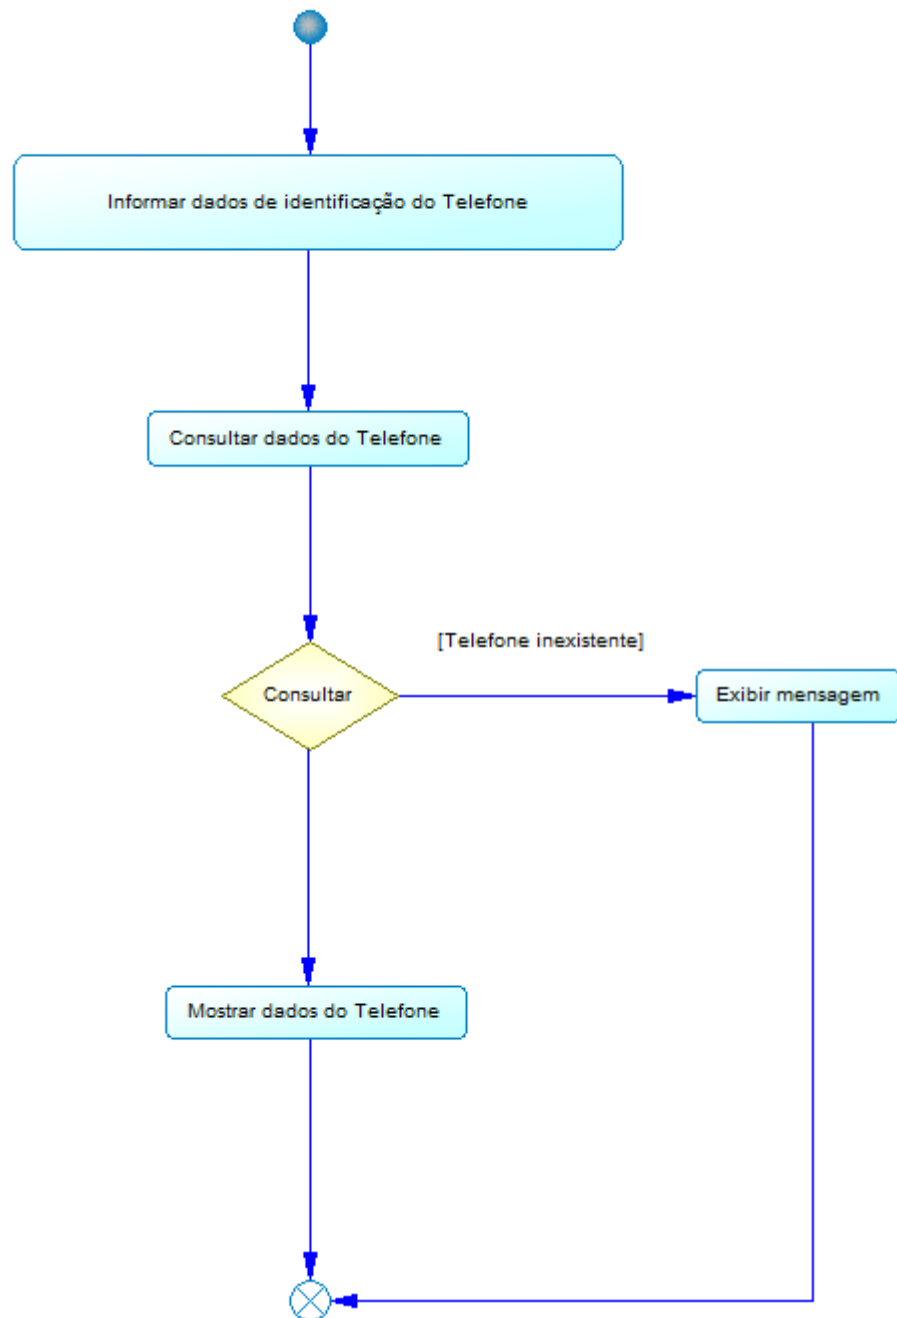 Informar dados de identificação do Telefone
Consultar dados do Telefone
[Telefone inexistente]
Consultar
Exibir mensagem
Mostrar dados do Telefone